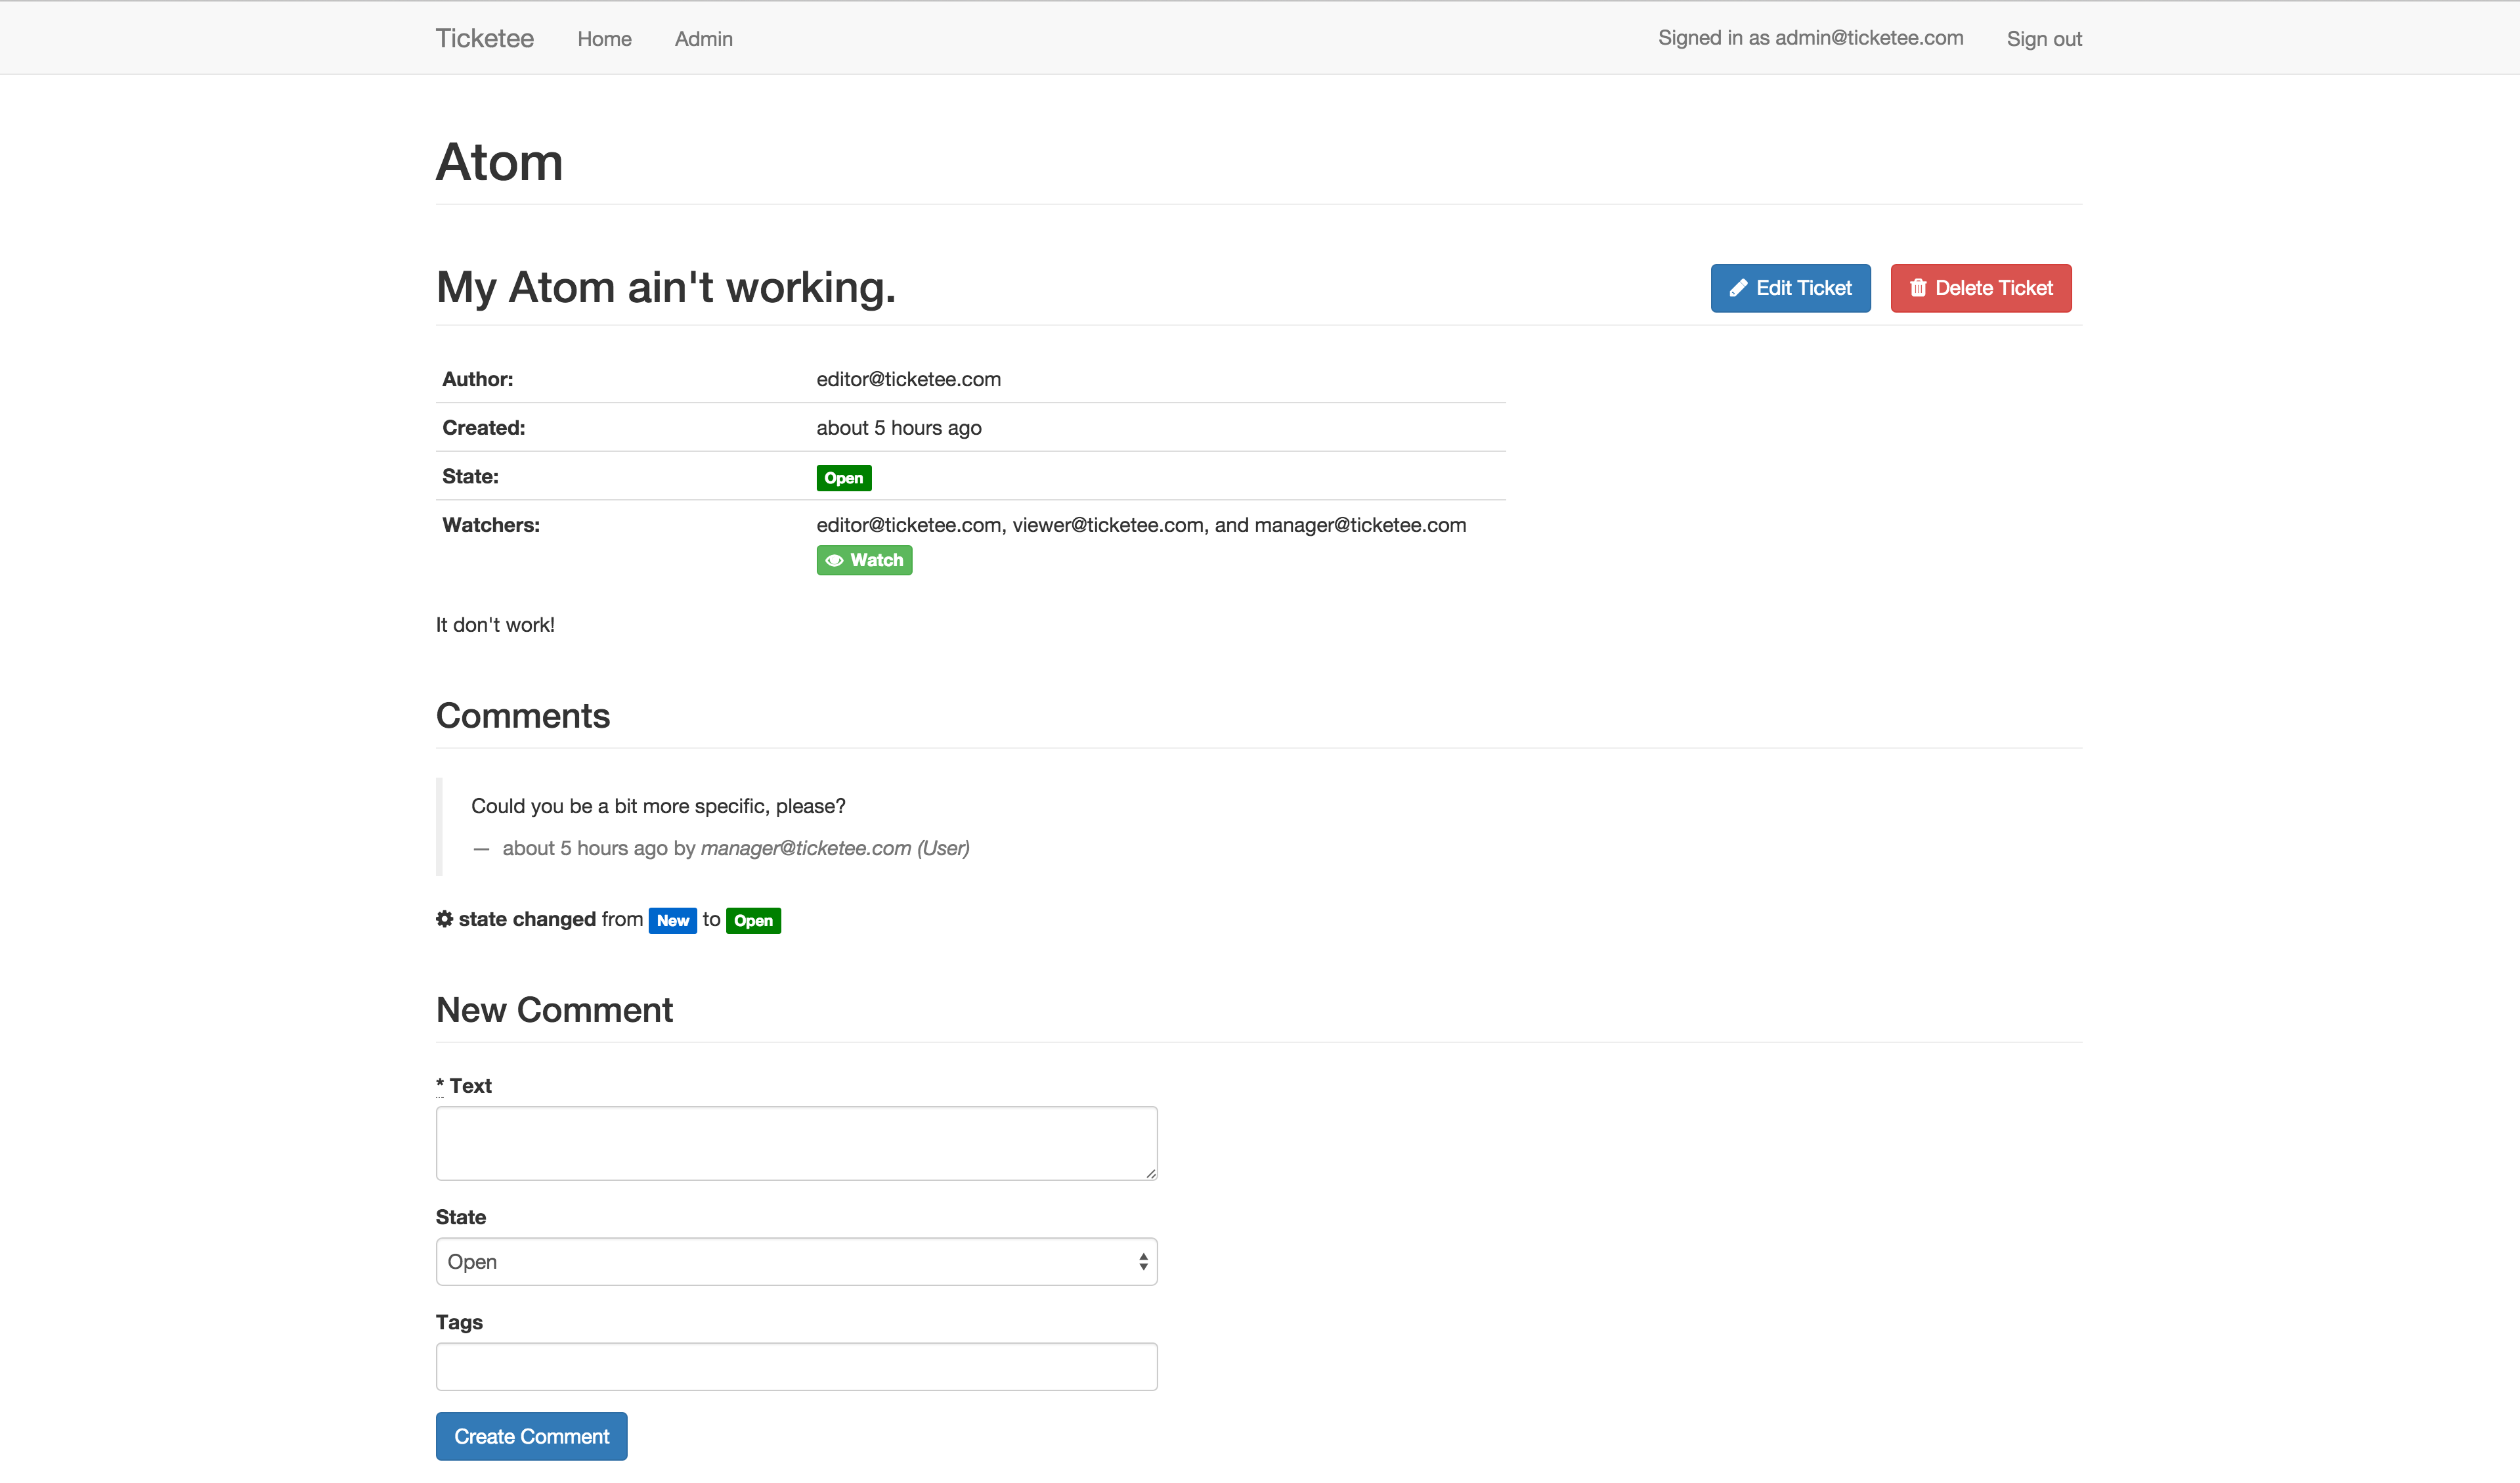 Ticketee Home Admin Signed in as admin@ticketee.com Sign out
Atom
My Atom ain't working. Edit Ticket Delete Ticket
Author: editor@ticketee.com
Created: about 5 hours ago
State: Open
Watchers: editor@ticketee.com, viewer@ticketee.com, and manager@ticketee.com
Watch
It don't work!
Comments
Could you be a bit more specific, please?
— about 5 hours ago by manager@ticketee.com (User)
state changed from New to Open
New Comment
* Text
State
Open
Tags
Create Comment